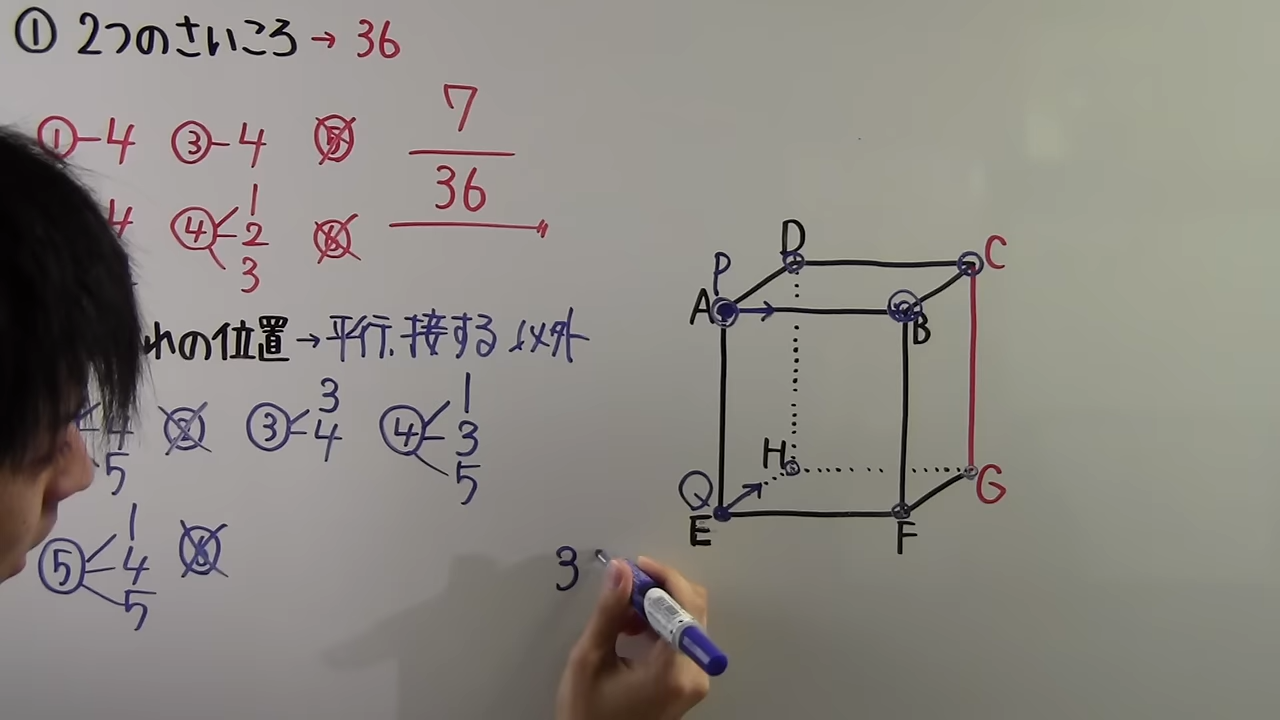 ① 2つのさいころ → 36
①-4 ③-4 ⑤ 7/36
4 ④ 1 2 3 ⑥
れの位置→平行、接する以外
4 5 ② ③ 3 4 ④ 1 3 5
⑤ 1 4 5 ⑥
3
D C
P A B
H G
Q E F